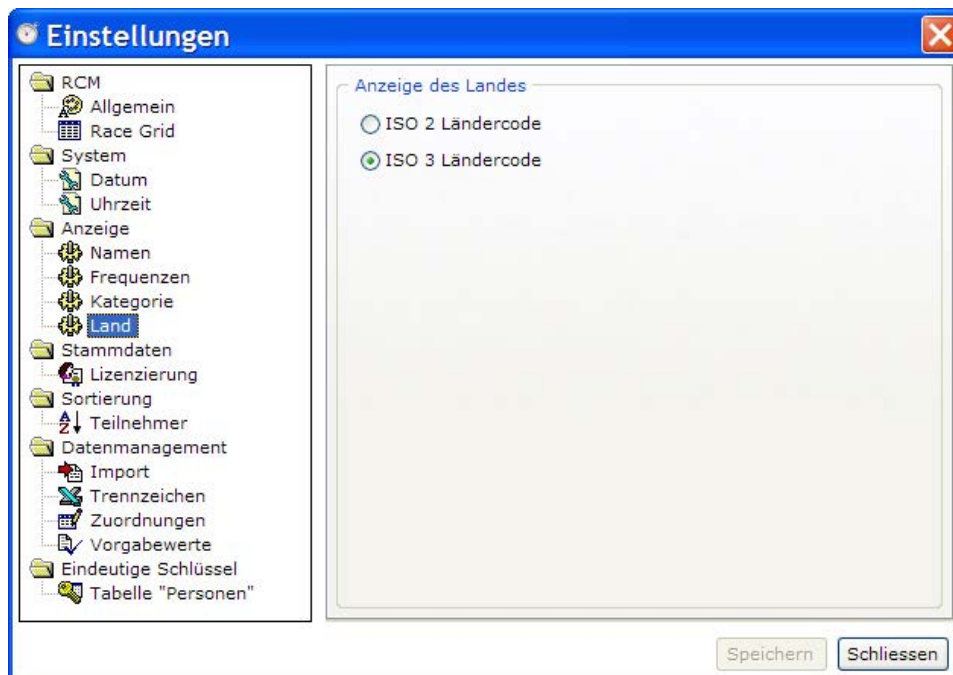 Einstellungen
RCM
Allgemein
Race Grid
System
Datum
Uhrzeit
Anzeige
Namen
Frequenzen
Kategorie
Land
Stammdaten
Lizenzierung
Sortierung
Teilnehmer
Datenmanagement
Import
Trennzeichen
Zuordnungen
Vorgabewerte
Eindeutige Schlüssel
Tabelle "Personen"
Anzeige des Landes
ISO 2 Ländercode
ISO 3 Ländercode
Speichern
Schliessen